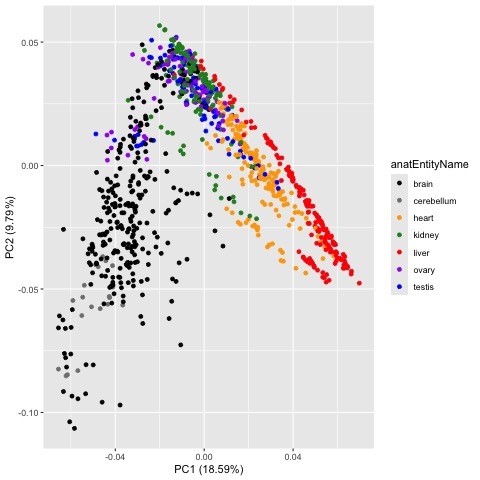 0.05
0.00
-0.05
-0.10
PC2 (9.79%)
-0.04
0.00
0.04
PC1 (18.59%)
anatEntityName
brain
cerebellum
heart
kidney
liver
ovary
testis